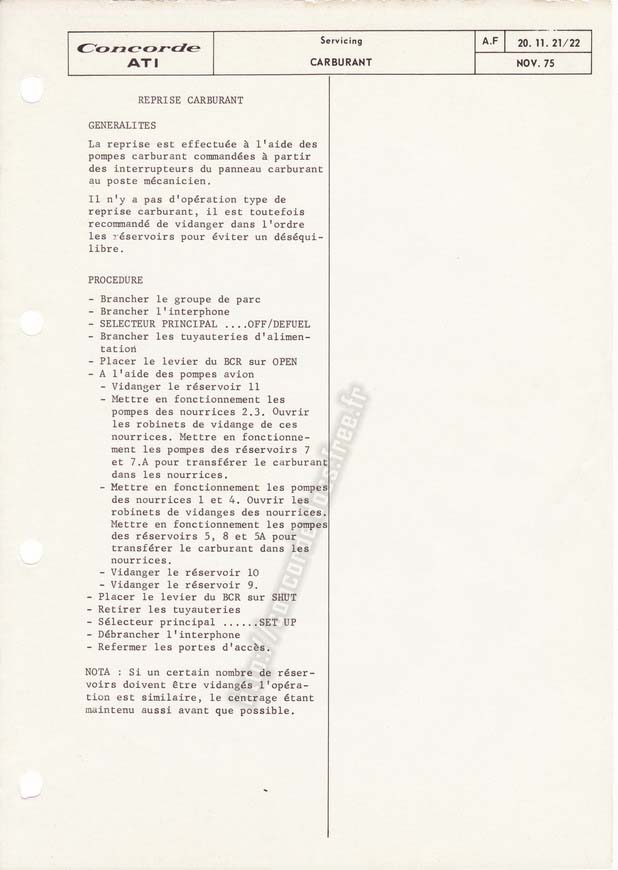 Concorde
ATI
Servicing
CARBURANT
A.F
20. 11. 21/22
NOV. 75
REPRISE CARBURANT
GENERALITES
La reprise est effectuée à l'aide des
pompes carburant commandées à partir
des interrupteurs du panneau carburant
au poste mécanicien.
Il n'y a pas d'opération type de
reprise carburant, il est toutefois
recommandé de vidanger dans l'ordre
les réservoirs pour éviter un déséqui-
libre.
PROCEDURE
- Brancher le groupe de parc
- Brancher l'interphone
- SELECTEUR PRINCIPAL ....OFF/DEFUEL
- Brancher les tuyauteries d'alimen-
tation
- Placer le levier du BCR sur OPEN
- A l'aide des pompes avion
- Vidanger le réservoir 11
- Mettre en fonctionnement les
pompes des nourrices 2.3. Ouvrir
les robinets de vidange de ces
nourrices. Mettre en fonctionne-
ment les pompes des réservoirs 7
et 7.A pour transférer le carburant
dans les nourrices.
- Mettre en fonctionnement les pompes
des nourrices 1 et 4. Ouvrir les
robinets de vidanges des nourrices.
Mettre en fonctionnement les pompes
des réservoirs 5, 8 et 5A pour
transférer le carburant dans les
nourrices.
- Vidanger le réservoir 10
- Vidanger le réservoir 9.
- Placer le levier du BCR sur SHUT
- Retirer les tuyauteries
- Sélecteur principal ......SET UP
- Débrancher l'interphone
- Refermer les portes d'accès.
NOTA : Si un certain nombre de réser-
voirs doivent être vidangés l'opéra-
tion est similaire, le centrage étant
maintenu aussi avant que possible.